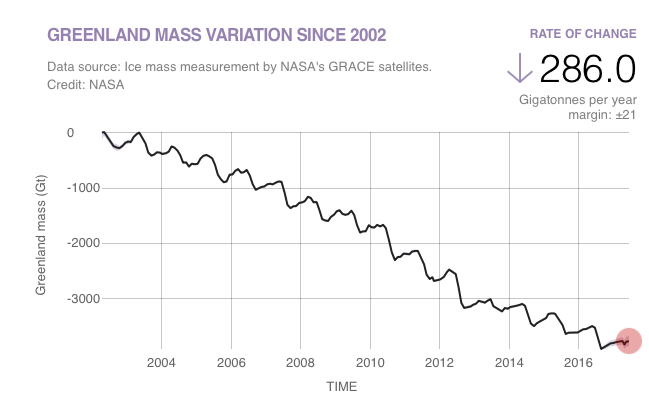 GREENLAND MASS VARIATION SINCE 2002
RATE OF CHANGE
Data source: Ice mass measurement by NASA's GRACE satellites.
Credit: NASA
286.0
Gigatonnes per year
margin: ±21
Greenland mass (Gt)
0
-1000
-2000
-3000
2004 2006 2008 2010 2012 2014 2016
TIME